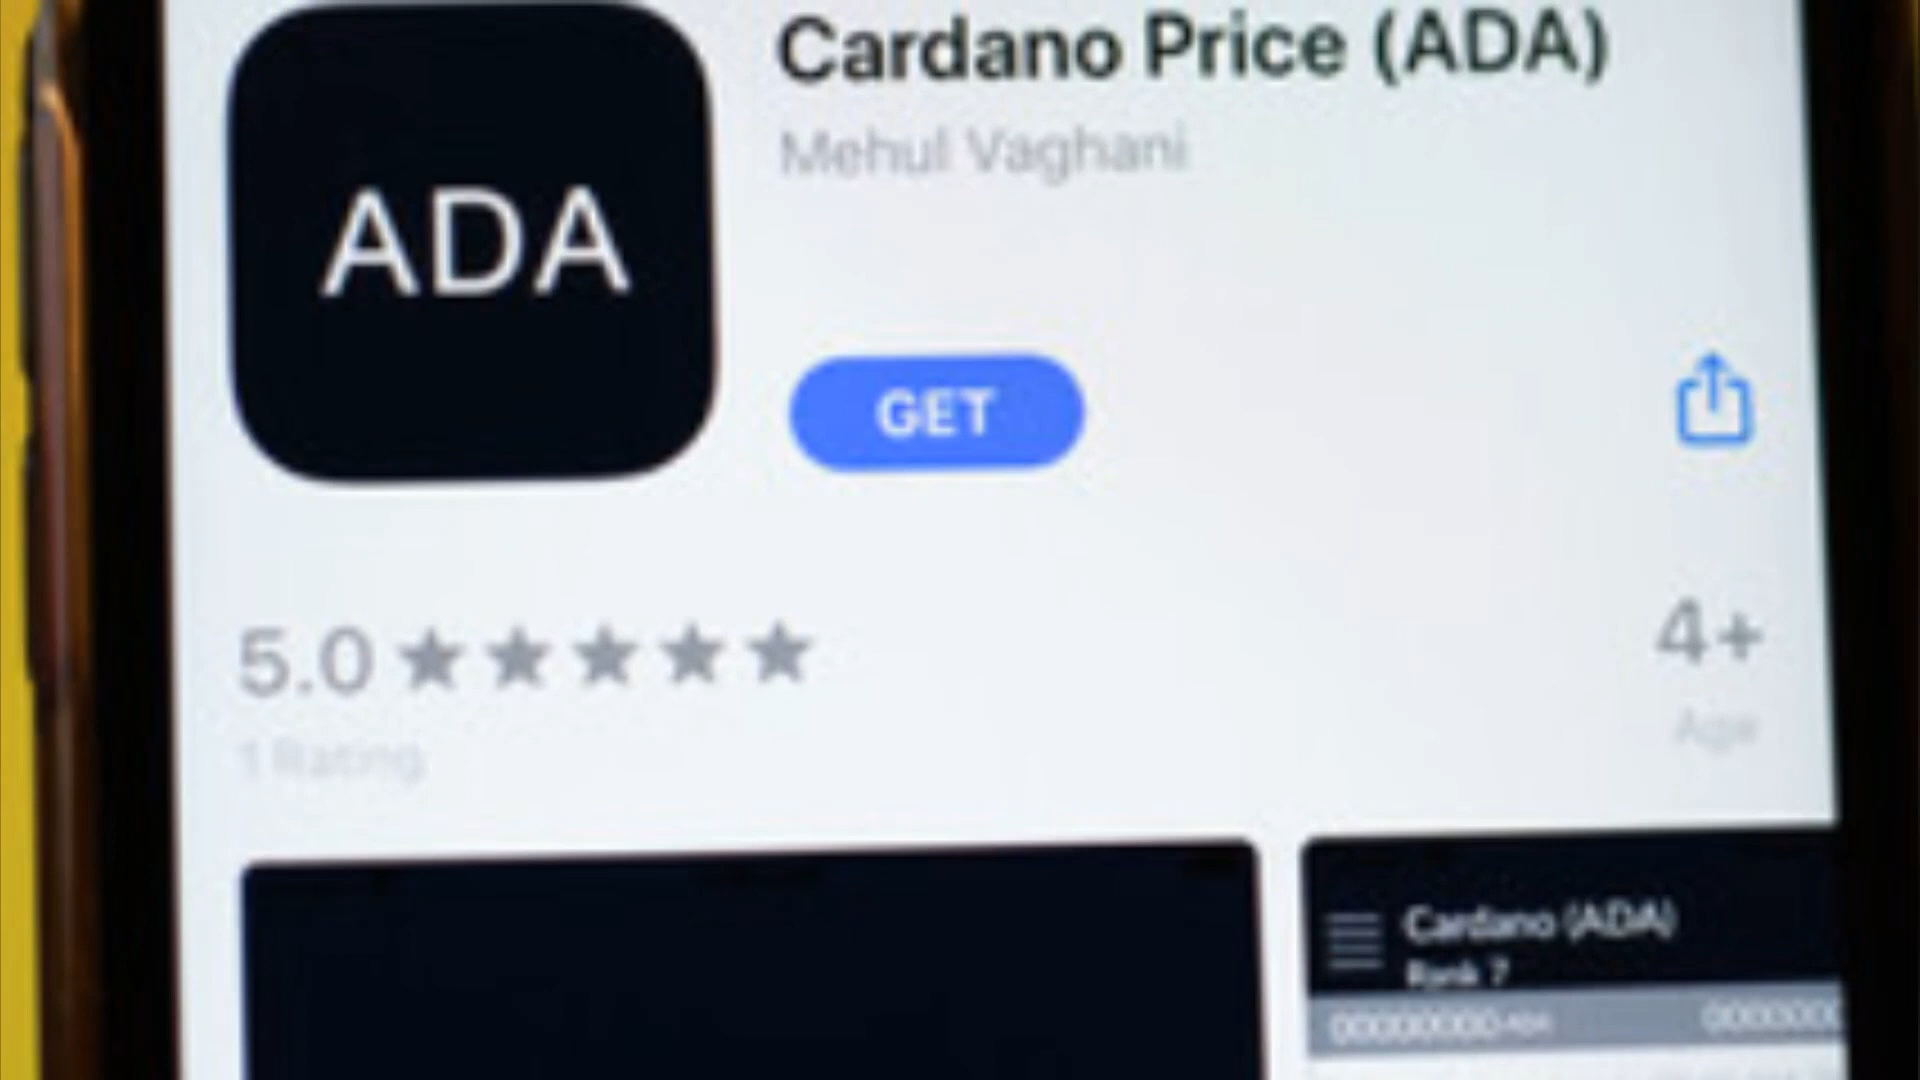 Cardano Price (ADA)
Mehul Vaghani
ADA
GET
5.0
4+
1 Rating
Age
Cardano (ADA)
Rank 7